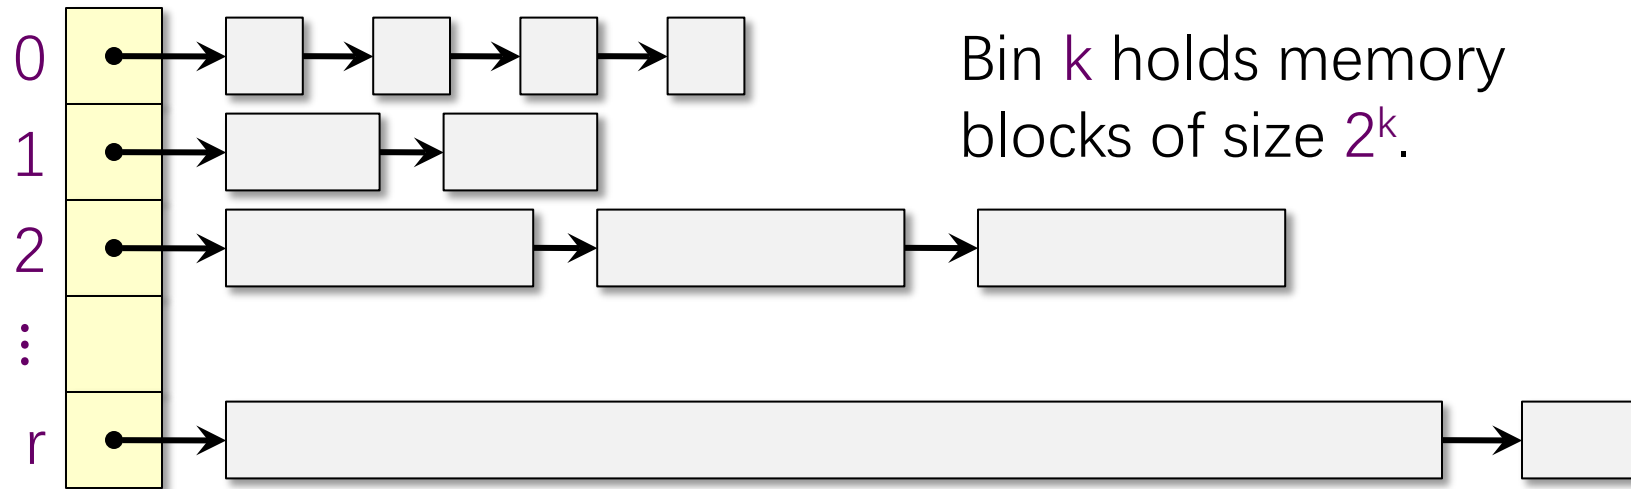 0
Bin k holds memory
blocks of size 2ᵏ.
1
2
⋮
r